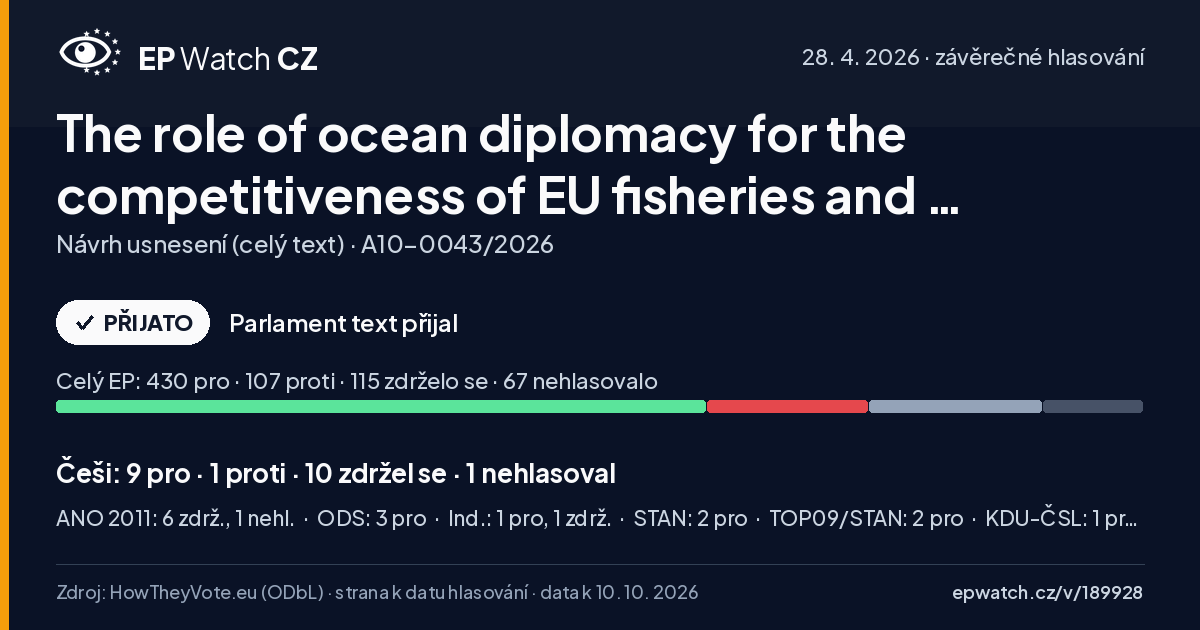 EP Watch CZ
28. 4. 2026 · závěrečné hlasování
The role of ocean diplomacy for the
competitiveness of EU fisheries and ...
Návrh usnesení (celý text) · A10–0043/2026
✓ PŘIJATO Parlament text přijal
Celý EP: 430 pro · 107 proti · 115 zdrželo se · 67 nehlasovalo
Češi: 9 pro · 1 proti · 10 zdržel se · 1 nehlasoval
ANO 2011: 6 zdrž., 1 nehl. · ODS: 3 pro · Ind.: 1 pro, 1 zdrž. · STAN: 2 pro · TOP09/STAN: 2 pro · KDU-ČSL: 1 pr...
Zdroj: HowTheyVote.eu (ODbL) · strana k datu hlasování · data k 10. 10. 2026
epwatch.cz/v/189928